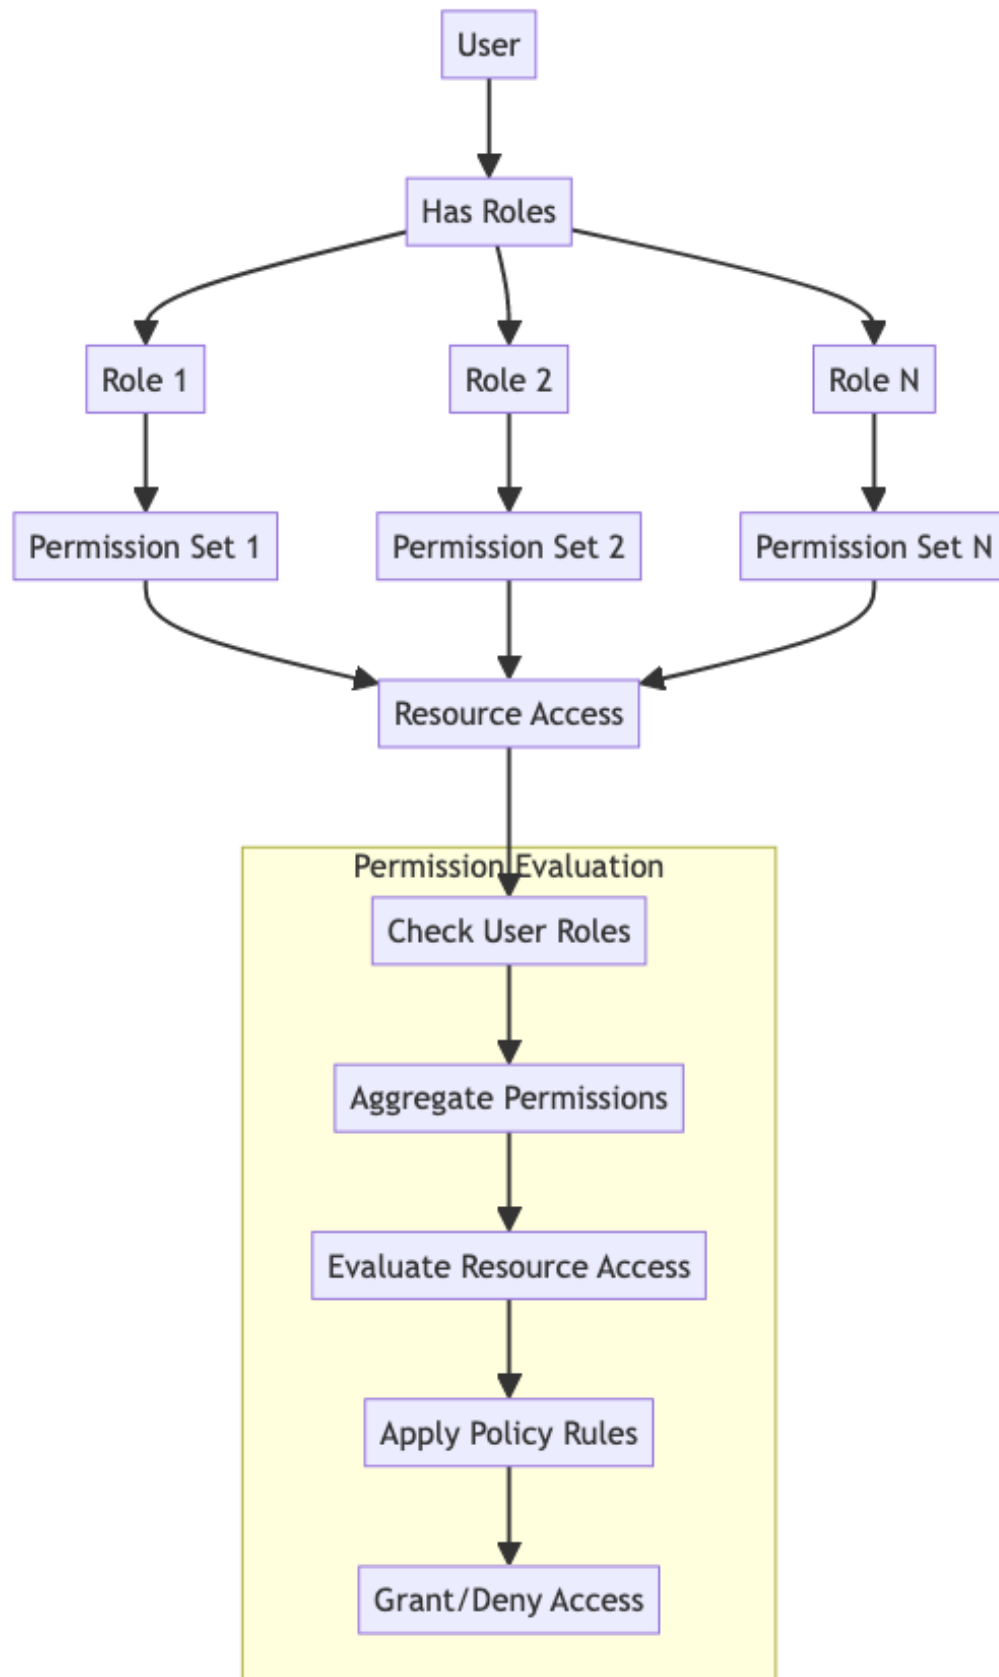 User
Has Roles
Role 1
Role 2
Role N
Permission Set 1
Permission Set 2
Permission Set N
Resource Access
Permission Evaluation
Check User Roles
Aggregate Permissions
Evaluate Resource Access
Apply Policy Rules
Grant/Deny Access